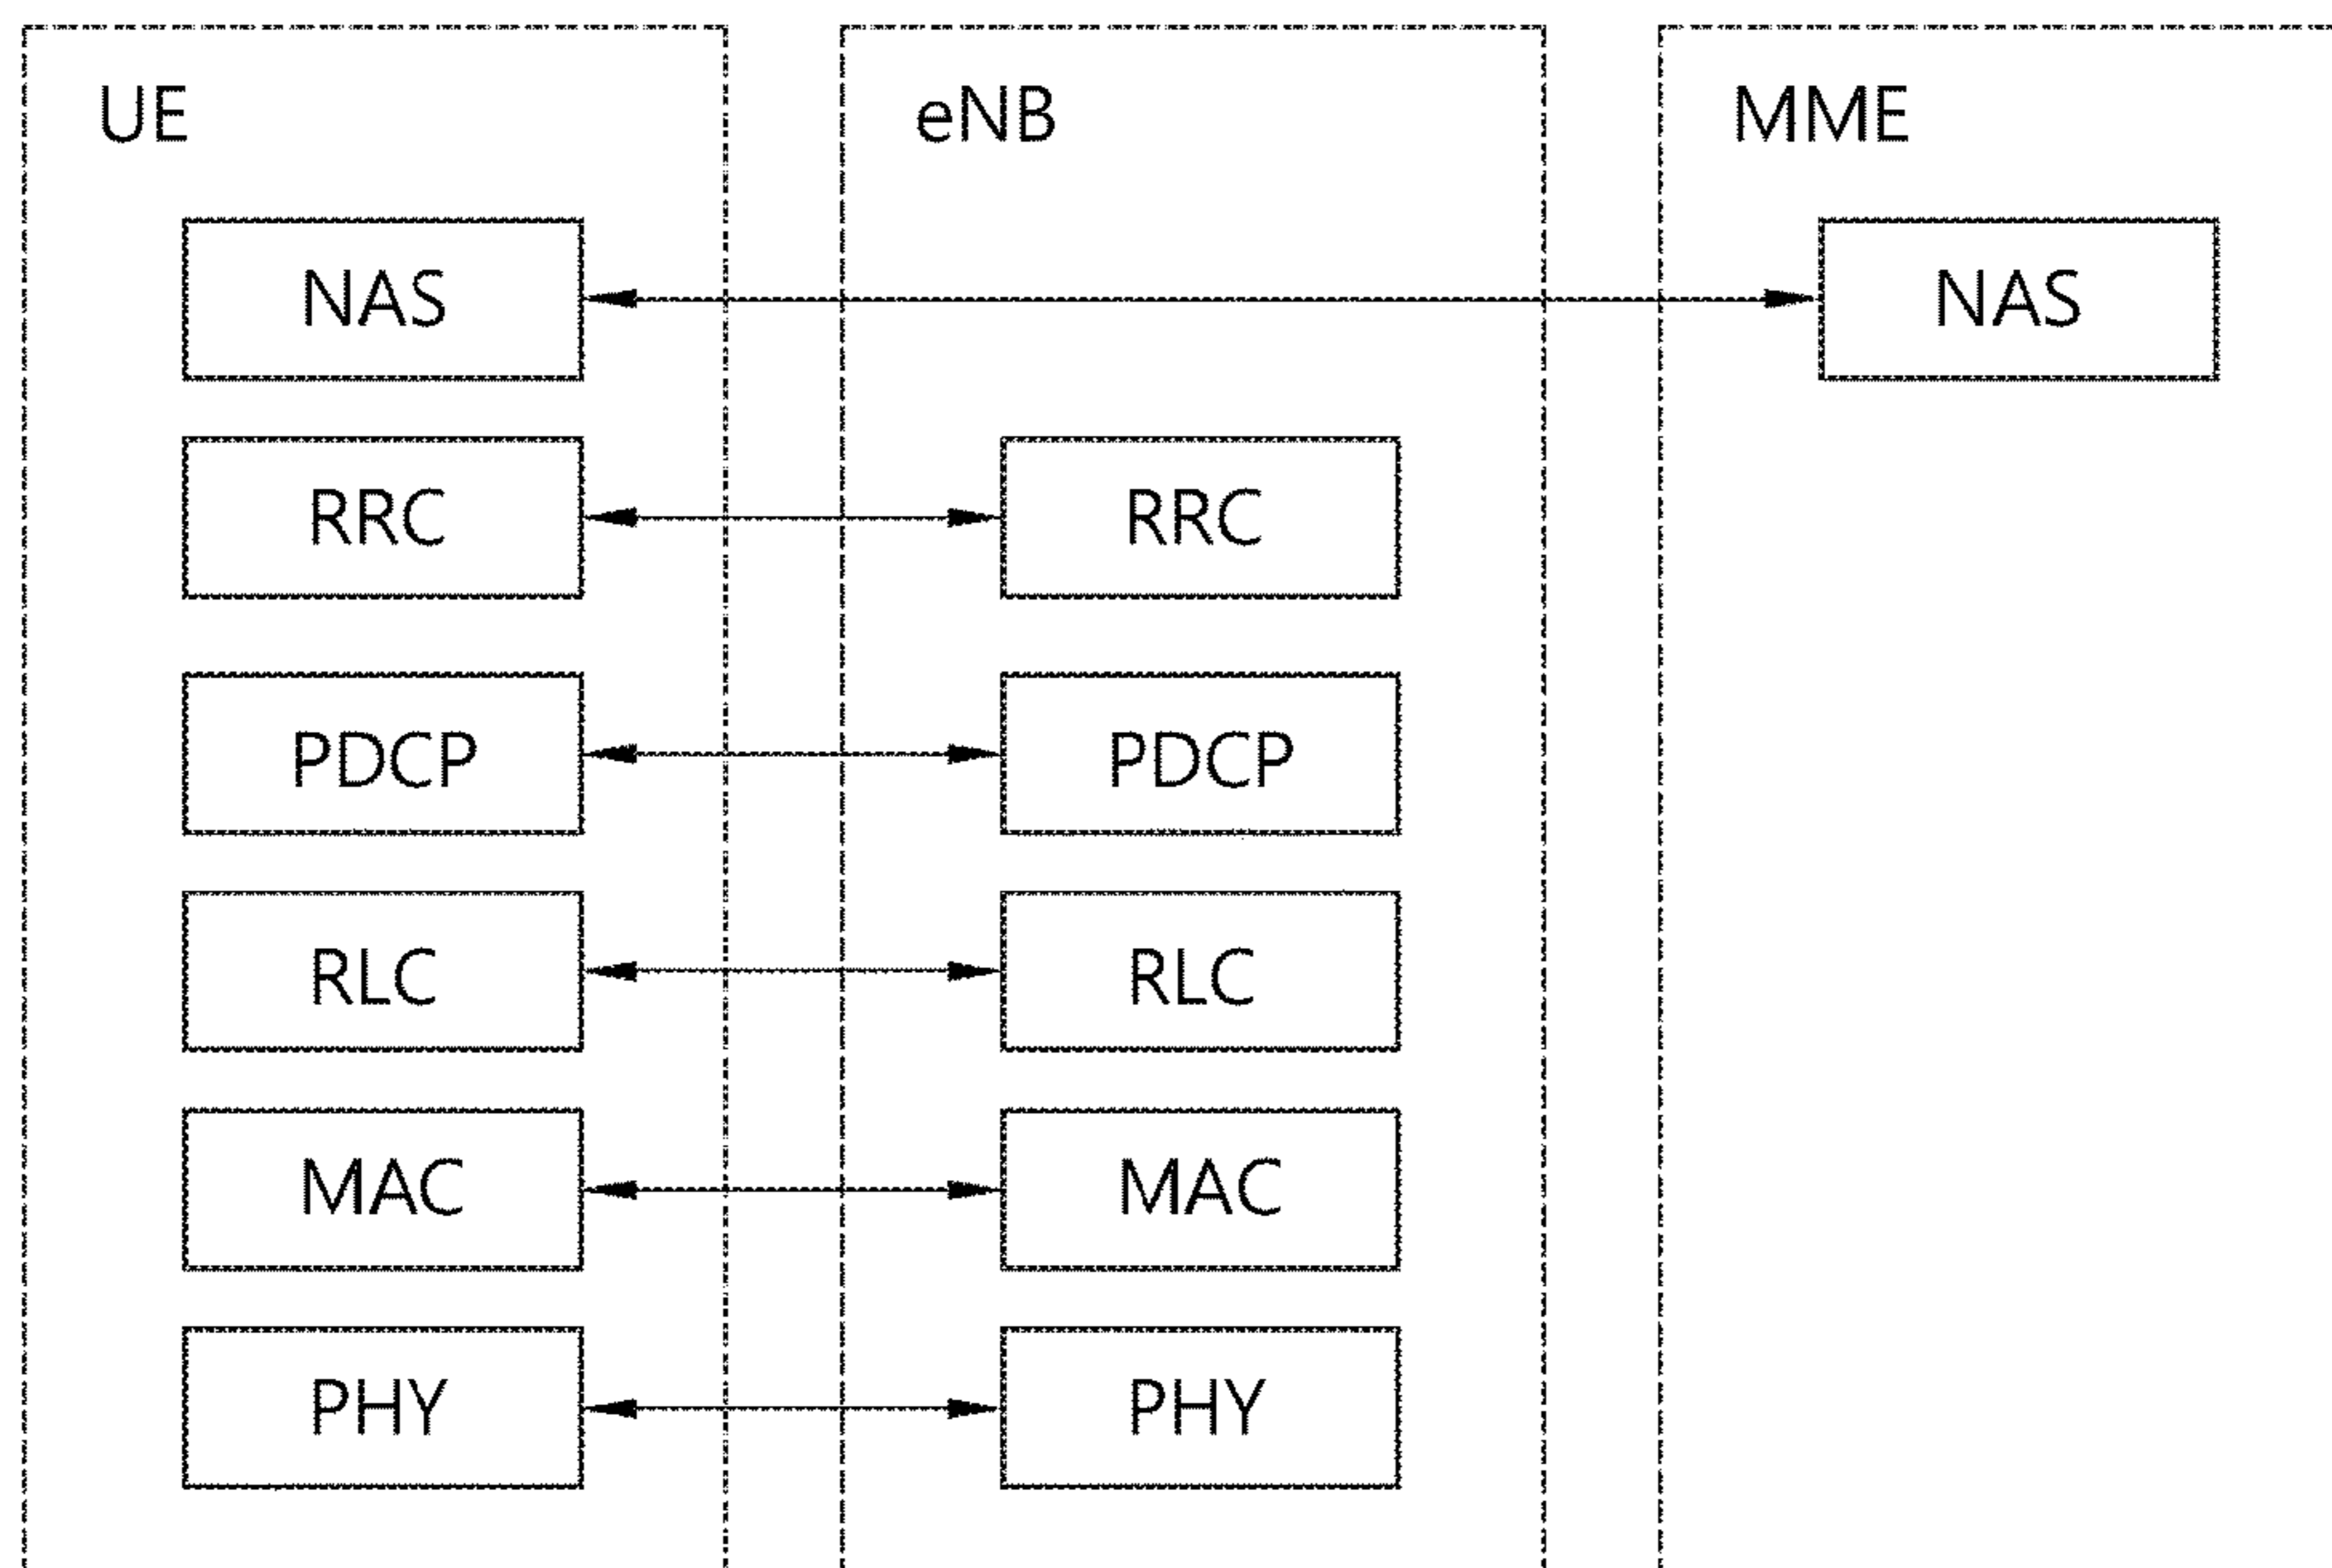 UE eNB MME
NAS NAS
RRC RRC
PDCP PDCP
RLC RLC
MAC MAC
PHY PHY